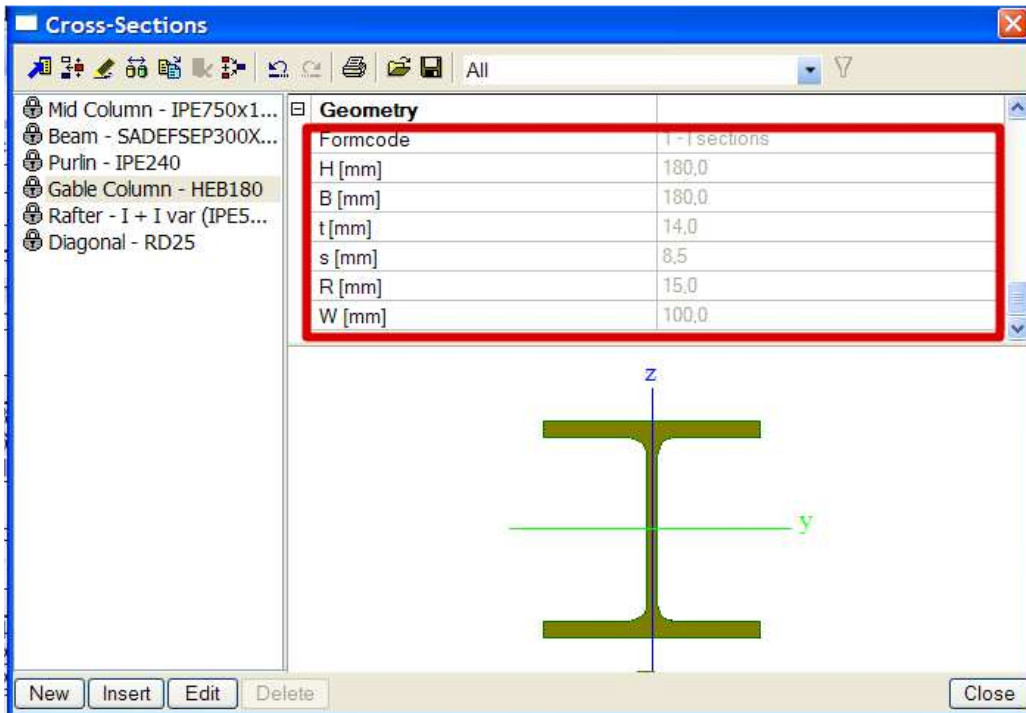 Cross-Sections
All
Mid Column - IPE750x1...
Beam - SADEFSEP300X...
Purlin - IPE240
Gable Column - HEB180
Rafter - I + I var (IPE5...
Diagonal - RD25
Geometry
Formcode 1 - I sections
H [mm] 180,0
B [mm] 180,0
t [mm] 14,0
s [mm] 8,5
R [mm] 15,0
W [mm] 100,0
z
y
New Insert Edit Delete Close